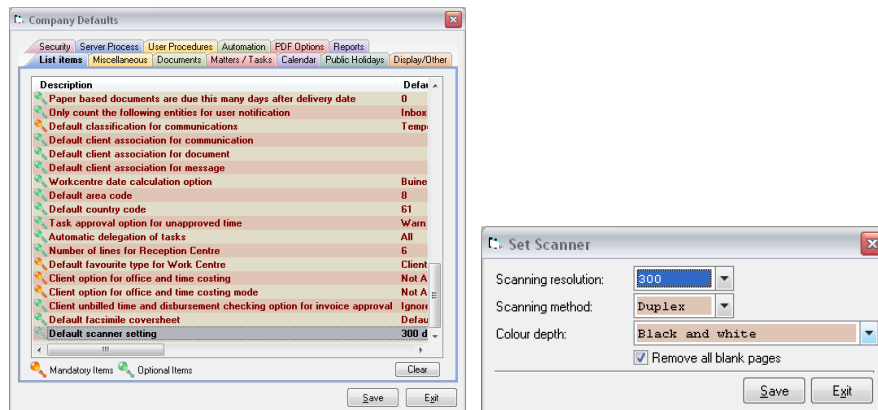 Company Defaults
Security Server Process User Procedures Automation PDF Options Reports
List items Miscellaneous Documents Matters / Tasks Calendar Public Holidays Display/Other
Description Defau
Paper based documents are due this many days after delivery date 0
Only count the following entities for user notification Inbox
Default classification for communications Temp
Default client association for communication
Default client association for document
Default client association for message
Workcentre date calculation option Buine
Default area code 8
Default country code 61
Task approval option for unapproved time Warn
Automatic delegation of tasks All
Number of lines for Reception Centre 6
Default favourite type for Work Centre Client
Client option for office and time costing Not A
Client option for office and time costing mode Not A
Client unbilled time and disbursement checking option for invoice approval Ignore
Default facsimile coversheet Defau
Default scanner setting 300 d
Mandatory Items Optional Items Clear
Save Exit
Set Scanner
Scanning resolution: 300
Scanning method: Duplex
Colour depth: Black and white
Remove all blank pages
Save Exit